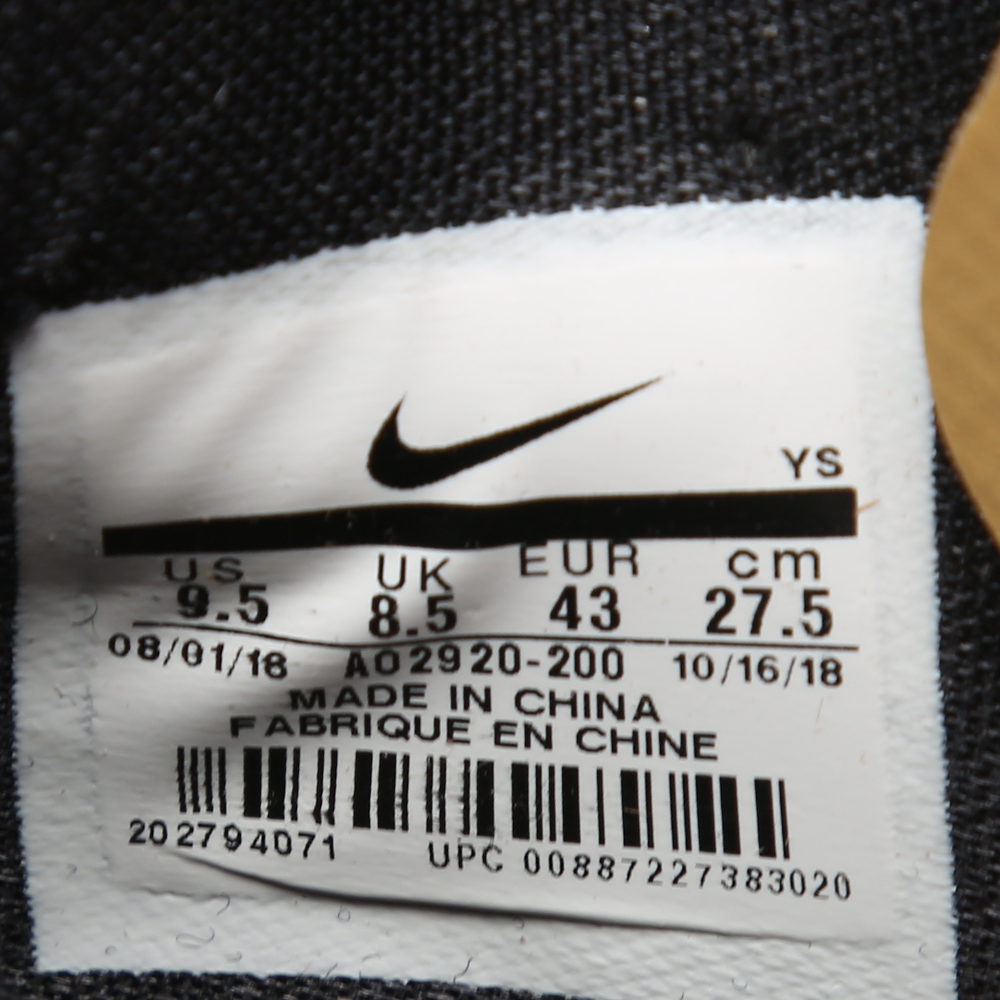 YS
US UK EUR cm
9.5 8.5 43 27.5
08/01/18 AO2920-200 10/16/18
MADE IN CHINA
FABRIQUE EN CHINE
202794071 UPC 00887227383020